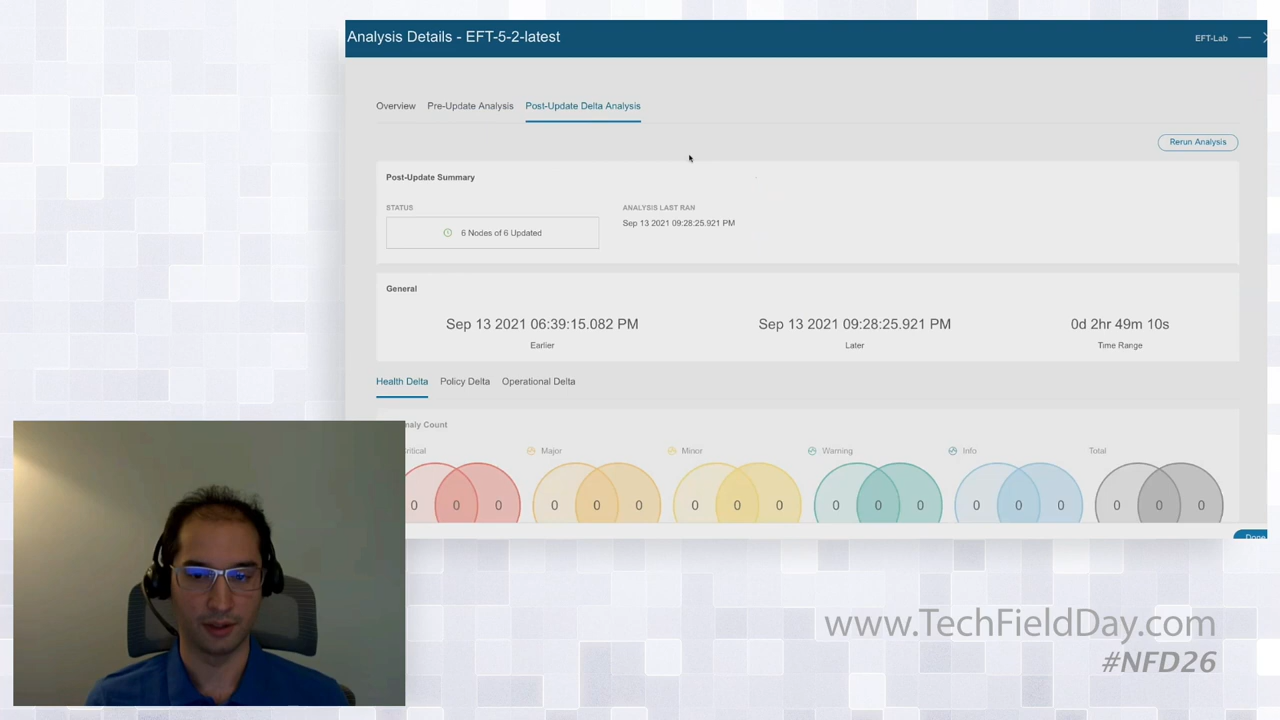 Analysis Details - EFT-5-2-latest
EFT-Lab
Overview Pre-Update Analysis Post-Update Delta Analysis
Rerun Analysis
Post-Update Summary
STATUS
ANALYSIS LAST RAN
6 Nodes of 6 Updated
Sep 13 2021 09:28:25.921 PM
General
Sep 13 2021 06:39:15.082 PM
Earlier
Sep 13 2021 09:28:25.921 PM
Later
0d 2hr 49m 10s
Time Range
Health Delta Policy Delta Operational Delta
maly Count
ritical Major Minor Warning Info Total
0 0 0 0 0 0 0 0 0 0 0 0 0 0 0 0 0 0
Done
www.TechFieldDay.com
#NFD26